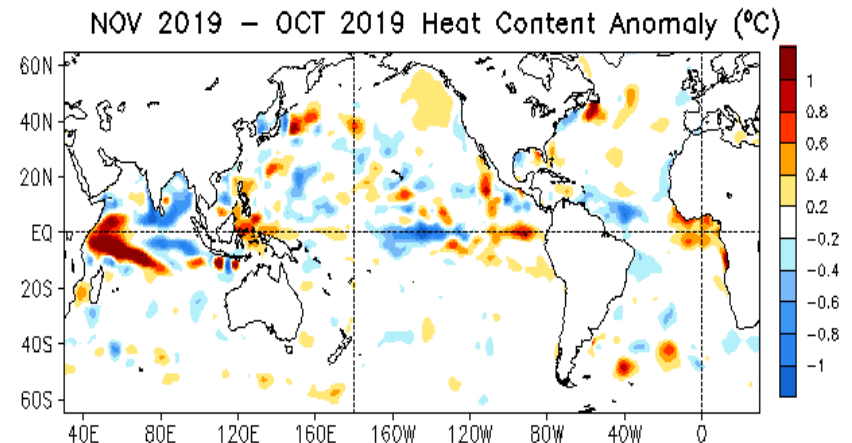 NOV 2019 – OCT 2019 Heat Content Anomaly (°C)
60N
40N
20N
EQ
20S
40S
60S
40E 80E 120E 160E 160W 120W 80W 40W 0
1
0.8
0.6
0.4
0.2
-0.2
-0.4
-0.6
-0.8
-1